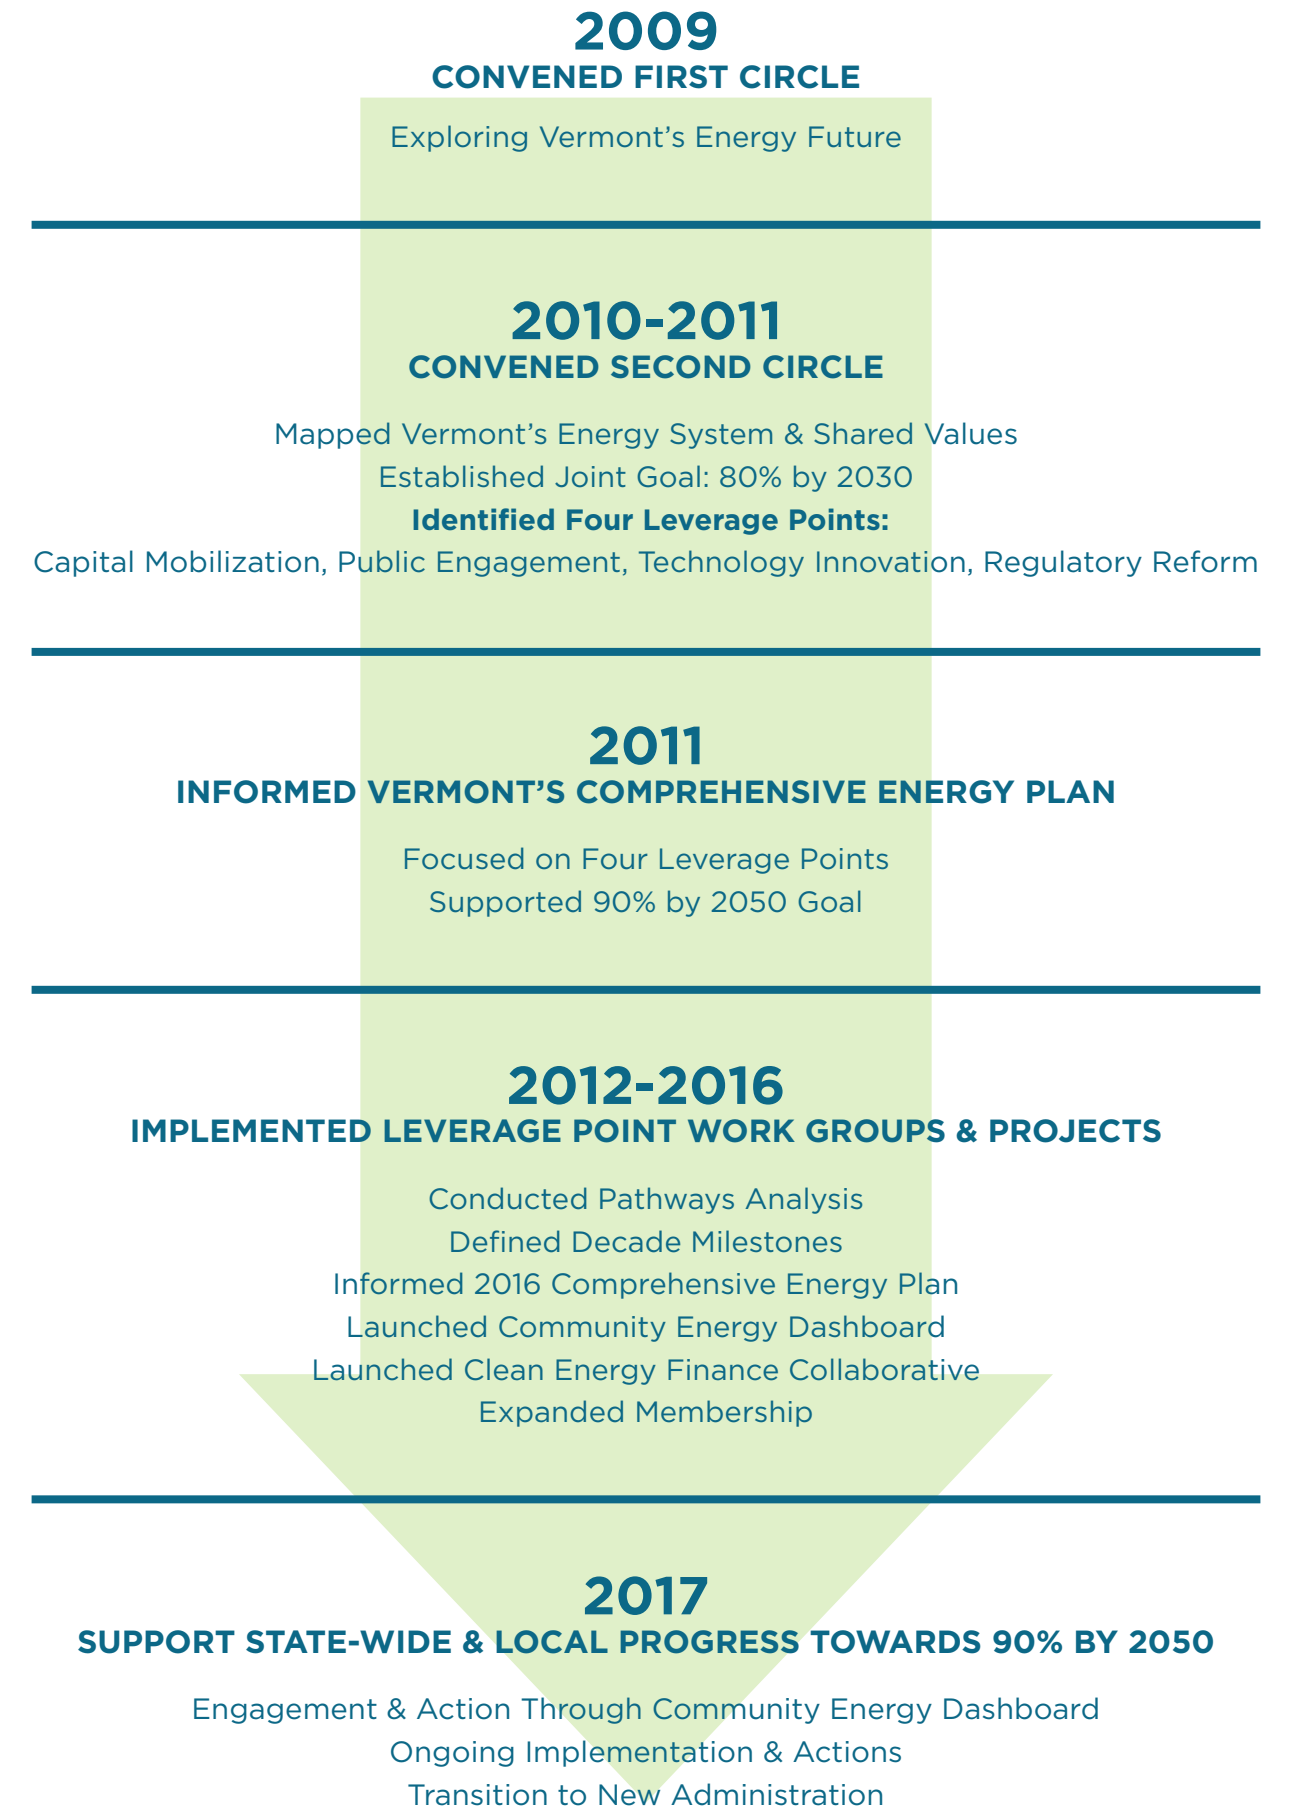 2009
CONVENED FIRST CIRCLE
Exploring Vermont’s Energy Future
2010-2011
CONVENED SECOND CIRCLE
Mapped Vermont’s Energy System & Shared Values
Established Joint Goal: 80% by 2030
Identified Four Leverage Points:
Capital Mobilization, Public Engagement, Technology Innovation, Regulatory Reform
2011
INFORMED VERMONT’S COMPREHENSIVE ENERGY PLAN
Focused on Four Leverage Points
Supported 90% by 2050 Goal
2012-2016
IMPLEMENTED LEVERAGE POINT WORK GROUPS & PROJECTS
Conducted Pathways Analysis
Defined Decade Milestones
Informed 2016 Comprehensive Energy Plan
Launched Community Energy Dashboard
Launched Clean Energy Finance Collaborative
Expanded Membership
2017
SUPPORT STATE-WIDE & LOCAL PROGRESS TOWARDS 90% BY 2050
Engagement & Action Through Community Energy Dashboard
Ongoing Implementation & Actions
Transition to New Administration